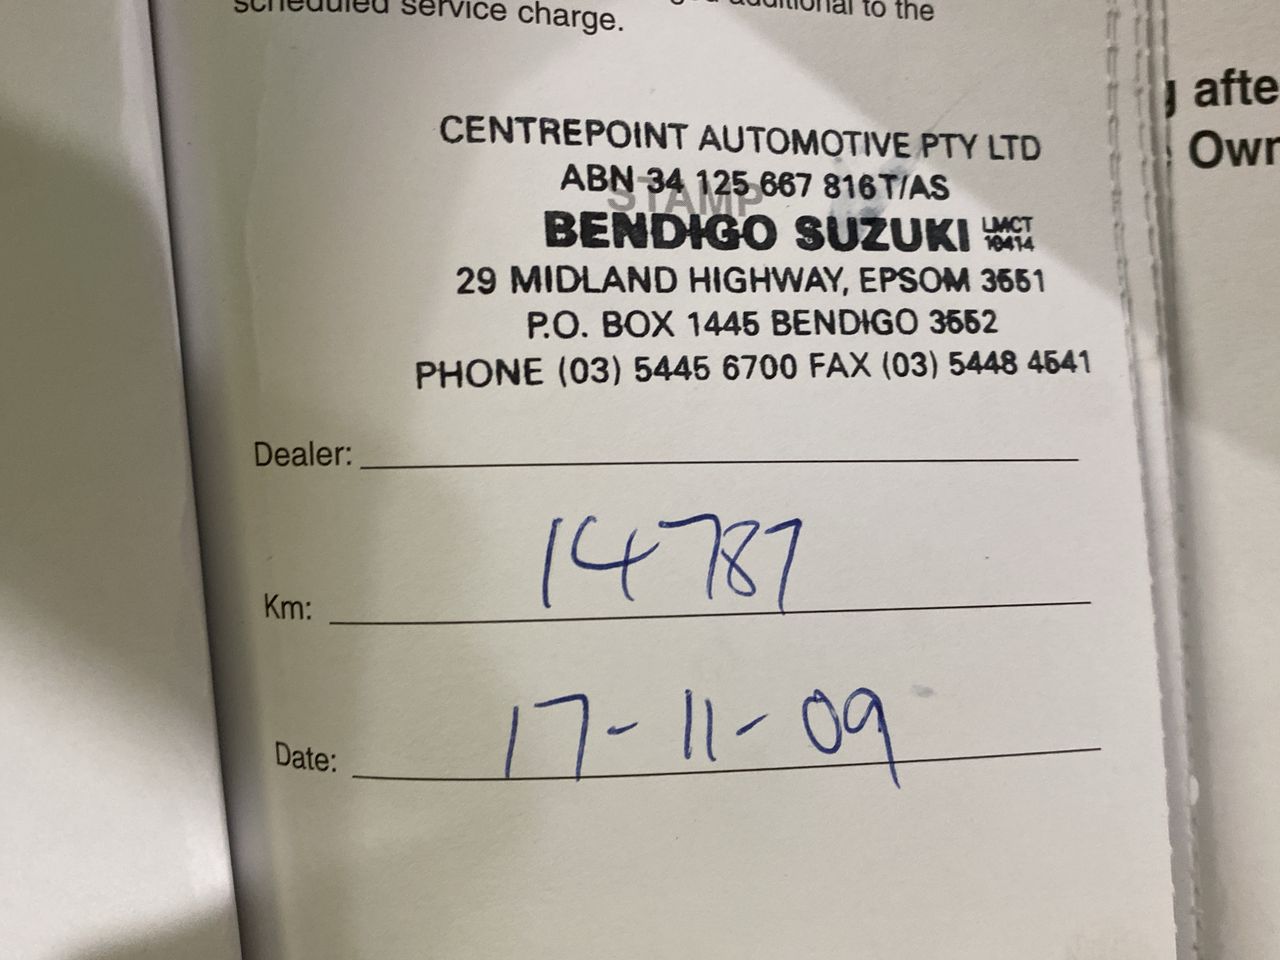 additional to the
scheduled service charge.
CENTREPOINT AUTOMOTIVE PTY LTD
ABN 34 125 667 816 T/AS
STAMP
BENDIGO SUZUKI LMCT 10414
29 MIDLAND HIGHWAY, EPSOM 3551
P.O. BOX 1445 BENDIGO 3552
PHONE (03) 5445 6700 FAX (03) 5448 4541
Dealer:
Km: 14787
Date: 17-11-09